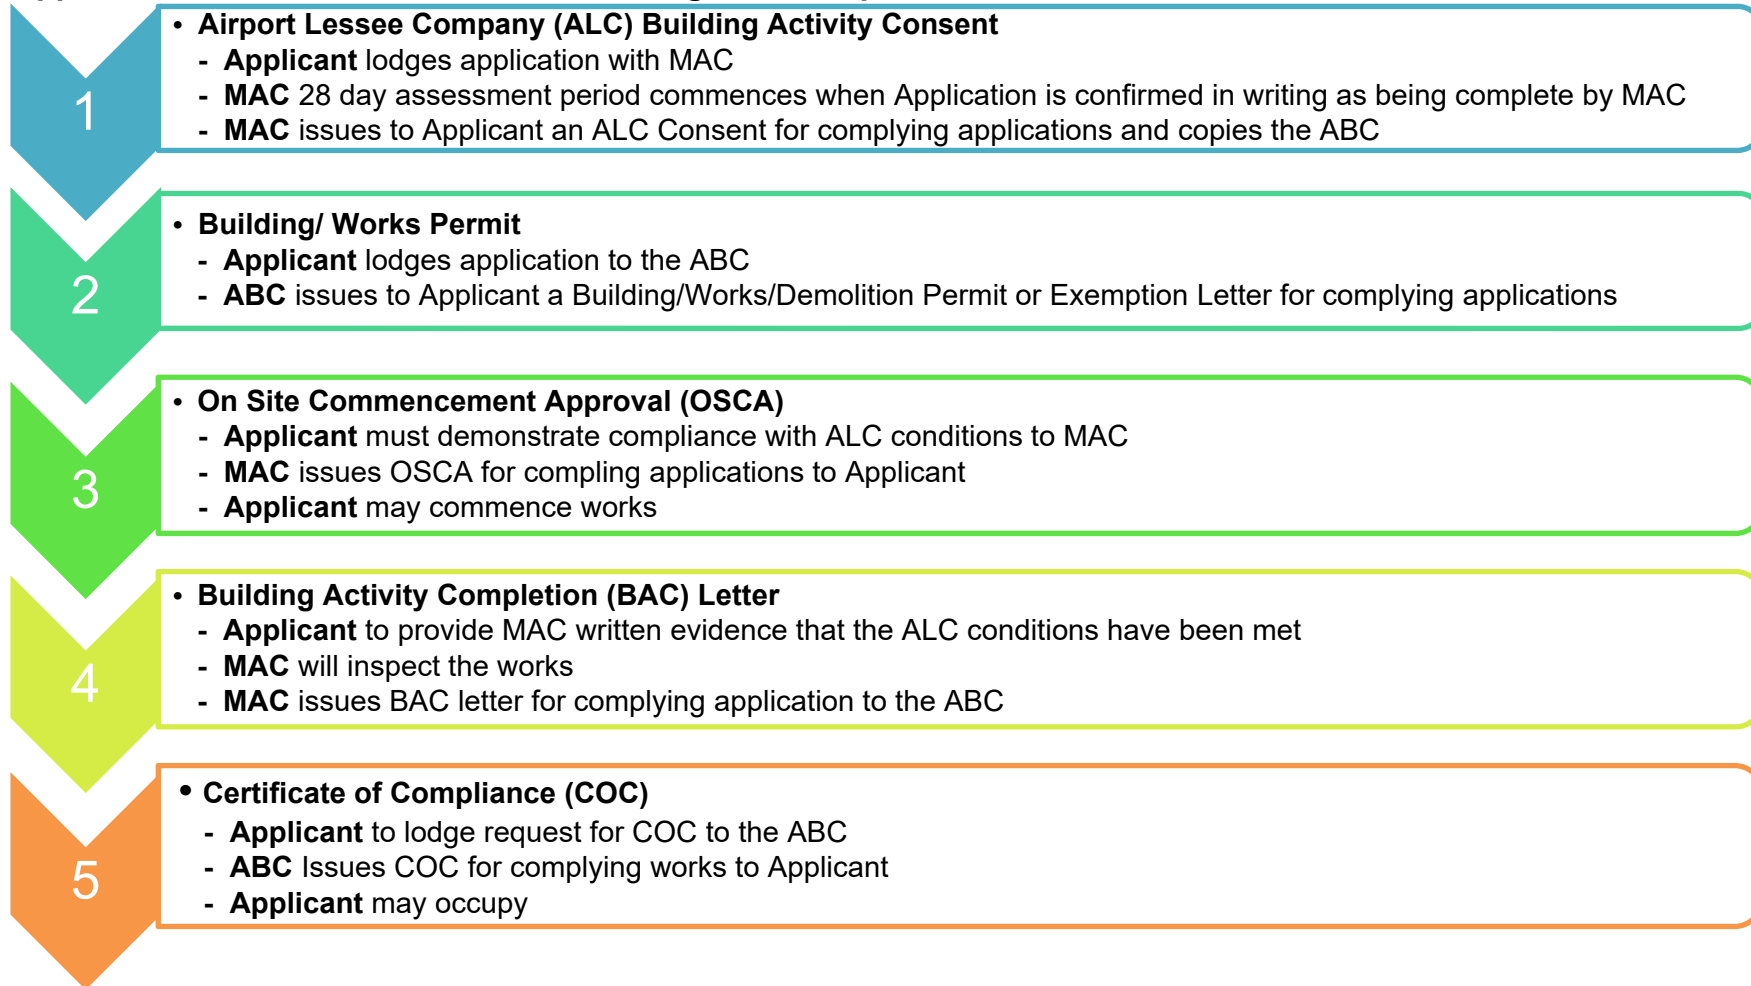 1
• Airport Lessee Company (ALC) Building Activity Consent
- Applicant lodges application with MAC
- MAC 28 day assessment period commences when Application is confirmed in writing as being complete by MAC
- MAC issues to Applicant an ALC Consent for complying applications and copies the ABC
2
• Building/ Works Permit
- Applicant lodges application to the ABC
- ABC issues to Applicant a Building/Works/Demolition Permit or Exemption Letter for complying applications
3
• On Site Commencement Approval (OSCA)
- Applicant must demonstrate compliance with ALC conditions to MAC
- MAC issues OSCA for compling applications to Applicant
- Applicant may commence works
4
• Building Activity Completion (BAC) Letter
- Applicant to provide MAC written evidence that the ALC conditions have been met
- MAC will inspect the works
- MAC issues BAC letter for complying application to the ABC
5
• Certificate of Compliance (COC)
- Applicant to lodge request for COC to the ABC
- ABC Issues COC for complying works to Applicant
- Applicant may occupy